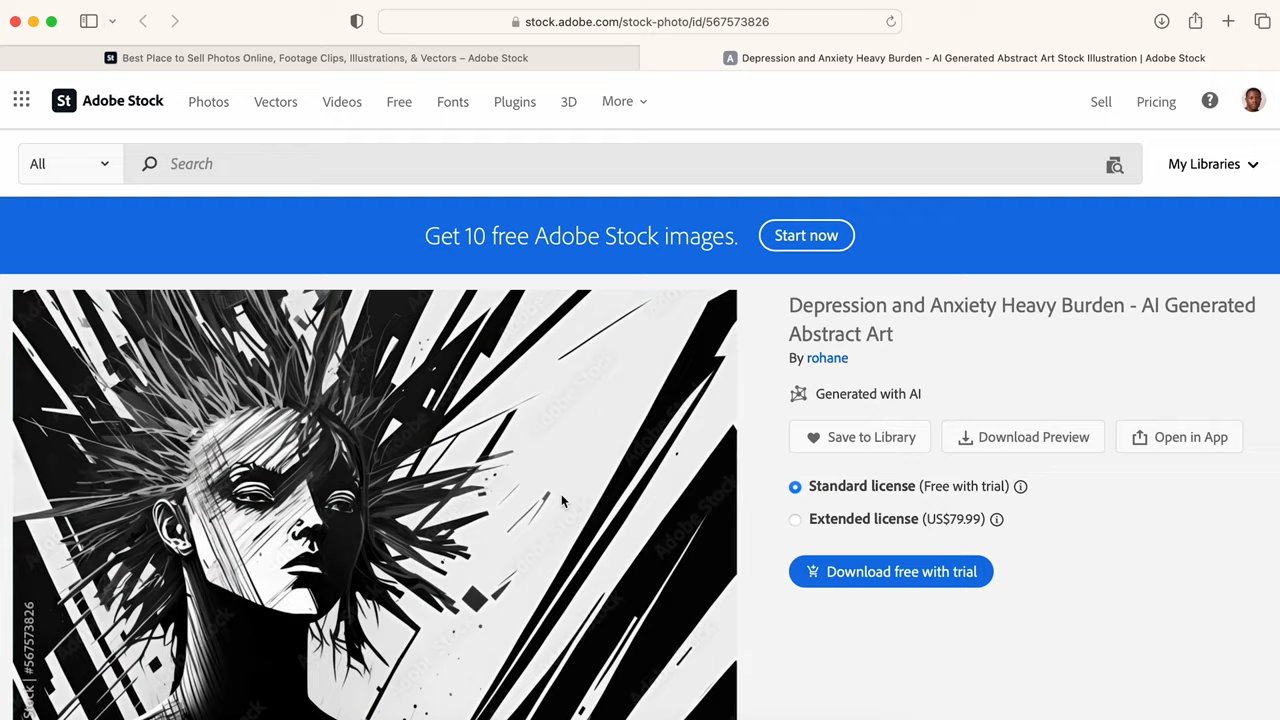 stock.adobe.com/stock-photo/id/567573826
St Best Place to Sell Photos Online, Footage Clips, Illustrations, & Vectors – Adobe Stock
A Depression and Anxiety Heavy Burden - AI Generated Abstract Art Stock Illustration | Adobe Stock
St Adobe Stock Photos Vectors Videos Free Fonts Plugins 3D More Sell Pricing ?
All Search My Libraries
Get 10 free Adobe Stock images. Start now
Depression and Anxiety Heavy Burden - AI Generated
Abstract Art
By rohane
Generated with AI
Save to Library Download Preview Open in App
Standard license (Free with trial)
Extended license (US$79.99)
Download free with trial
Stock | #567573826